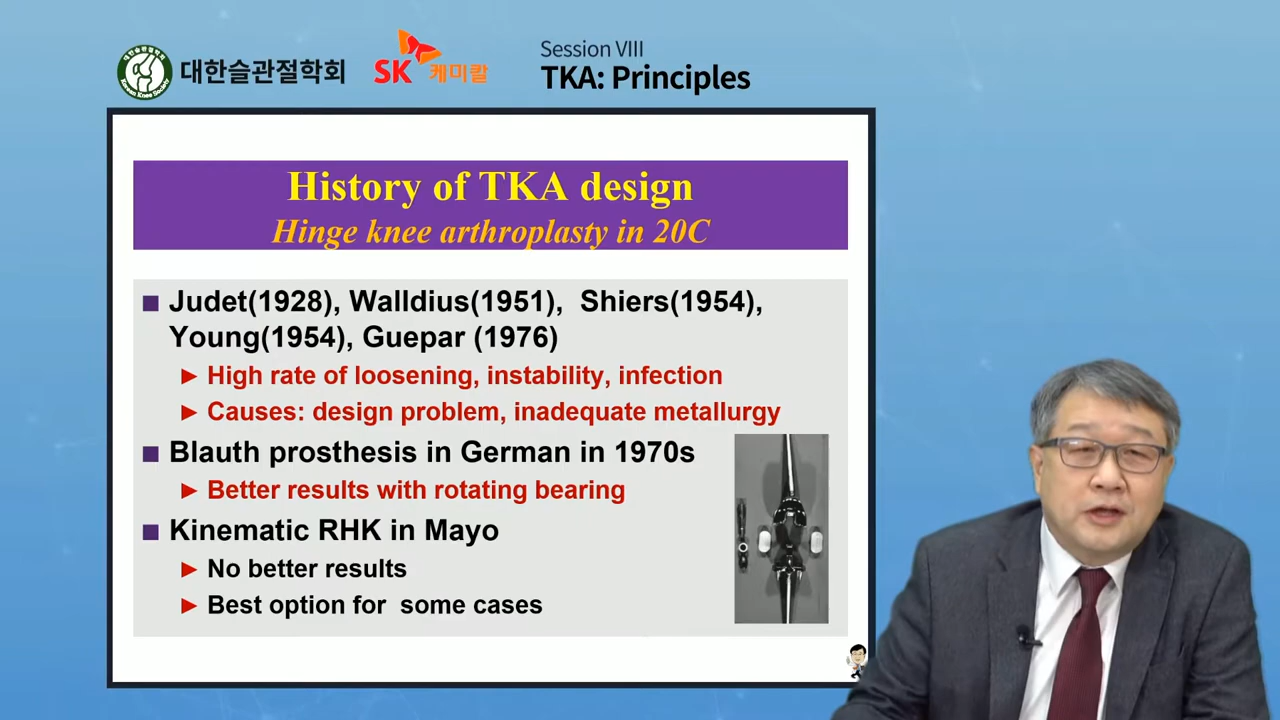 대한슬관절학회
SK 케미칼
Session VIII
TKA: Principles
History of TKA design
Hinge knee arthroplasty in 20C
Judet(1928), Walldius(1951), Shiers(1954),
Young(1954), Guepar (1976)
► High rate of loosening, instability, infection
► Causes: design problem, inadequate metallurgy
Blauth prosthesis in German in 1970s
► Better results with rotating bearing
Kinematic RHK in Mayo
► No better results
► Best option for some cases